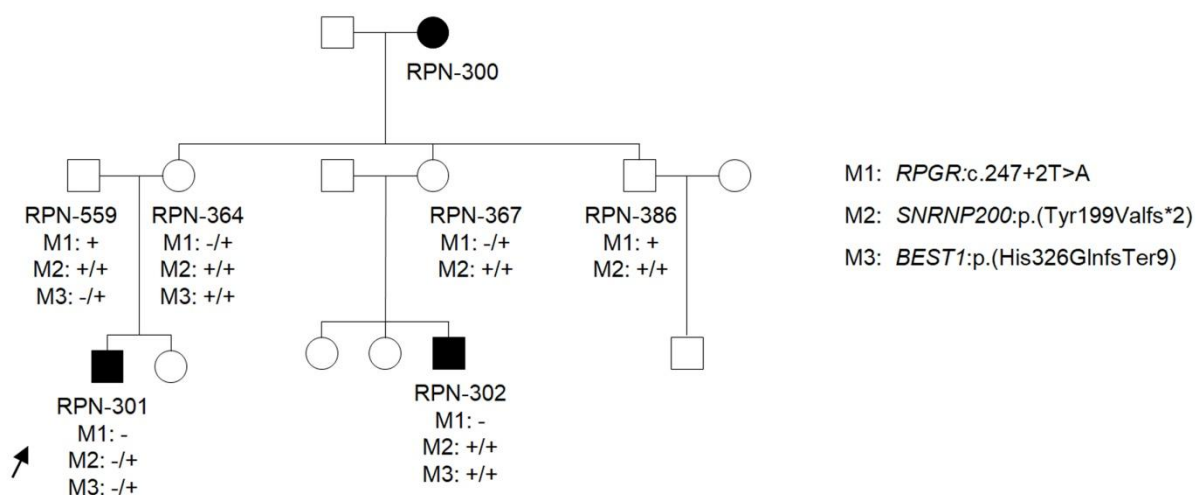 RPN-300
RPN-559
M1: +
M2: +/+
M3: -/+
RPN-364
M1: -/+
M2: +/+
M3: +/+
RPN-367
M1: -/+
M2: +/+
RPN-386
M1: +
M2: +/+
M1: RPGR:c.247+2T>A
M2: SNRNP200:p.(Tyr199Valfs*2)
M3: BEST1:p.(His326GlnfsTer9)
RPN-301
M1: -
M2: -/+
M3: -/+
RPN-302
M1: -
M2: +/+
M3: +/+